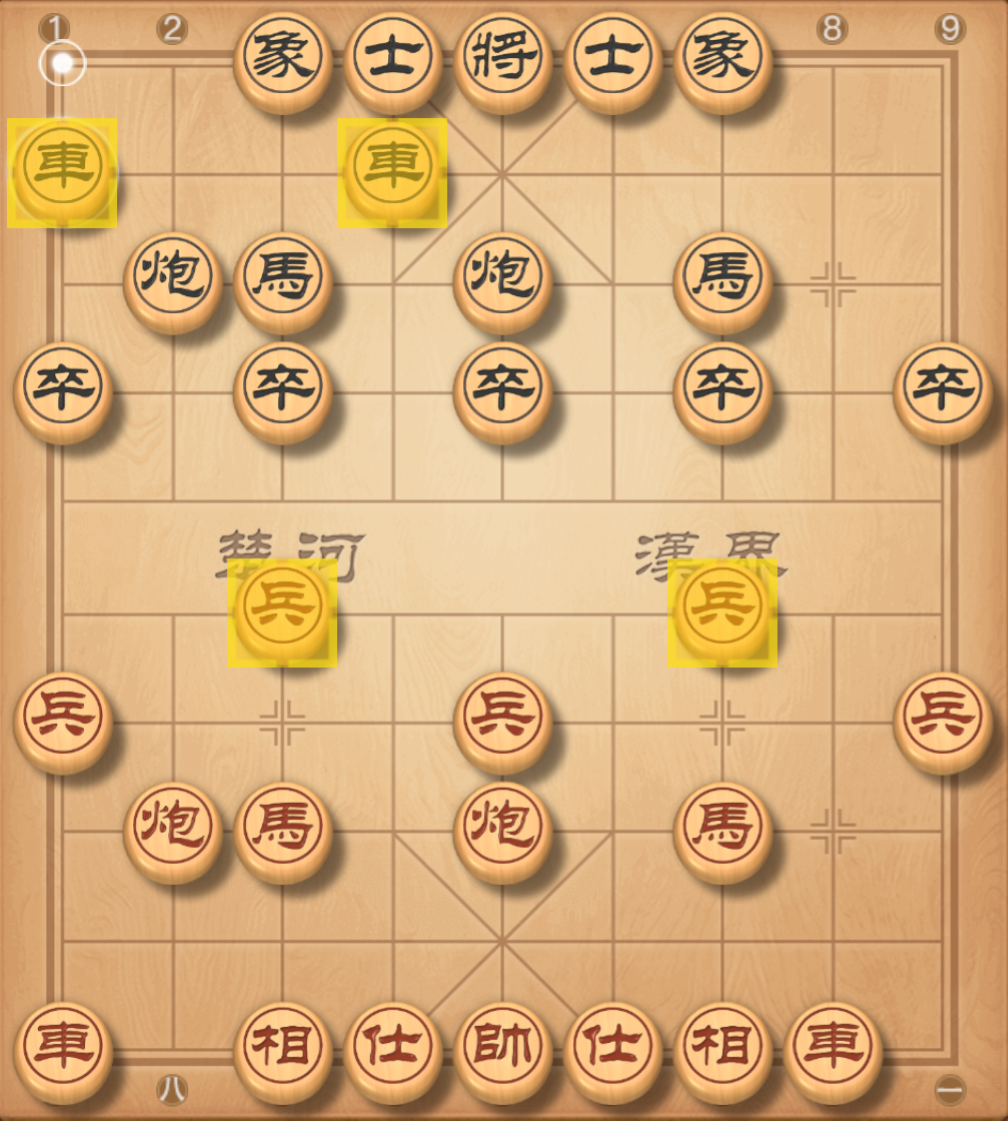 1 2 8 9
象 士 將 士 象
車 車
炮 馬 炮 馬
卒 卒 卒 卒 卒
楚河 漢界
兵 兵
兵 兵 兵
炮 馬 炮 馬
車 相 仕 帥 仕 相 車
八 一